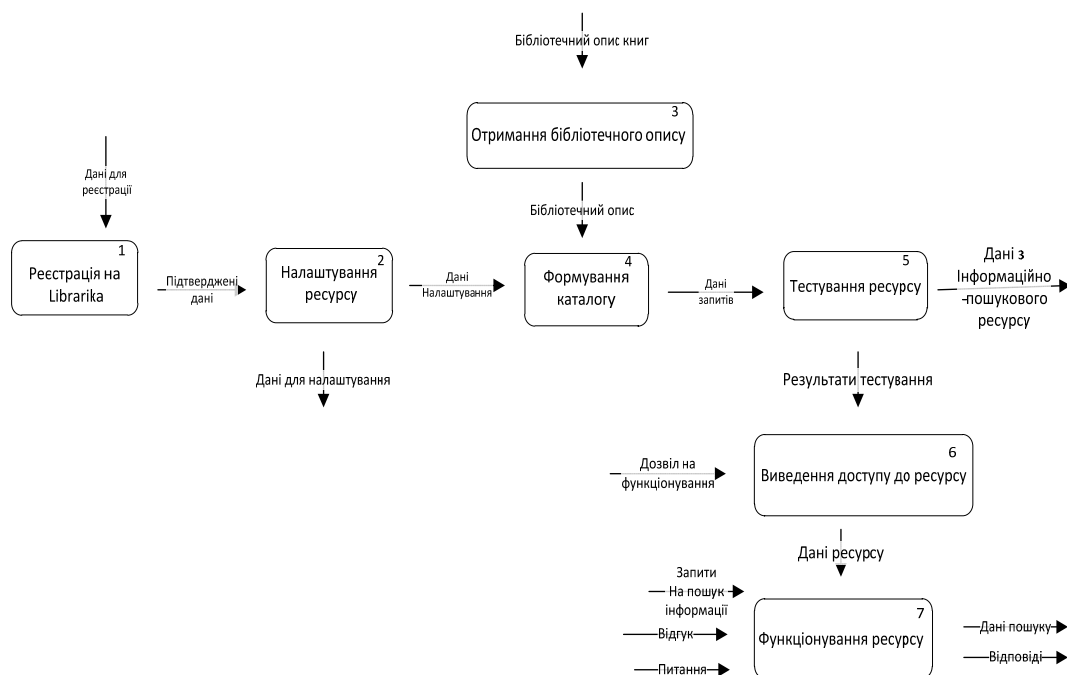 Бібліотечний опис книг
3
Отримання бібліотечного опису
Дані для
реєстрації
Бібліотечний опис
1
Реєстрація на
Librarika
Підтверджені
дані
2
Налаштування
ресурсу
Дані
Налаштування
4
Формування
каталогу
Дані
запитів
5
Тестування ресурсу
Дані з
Інформаційно
-пошукового
ресурсу
Дані для налаштування
Результати тестування
6
Виведення доступу до ресурсу
Дозвіл на
функціонування
Дані ресурсу
Запити
На пошук
інформації
Відгук
Питання
7
Функціонування ресурсу
Дані пошуку
Відповіді